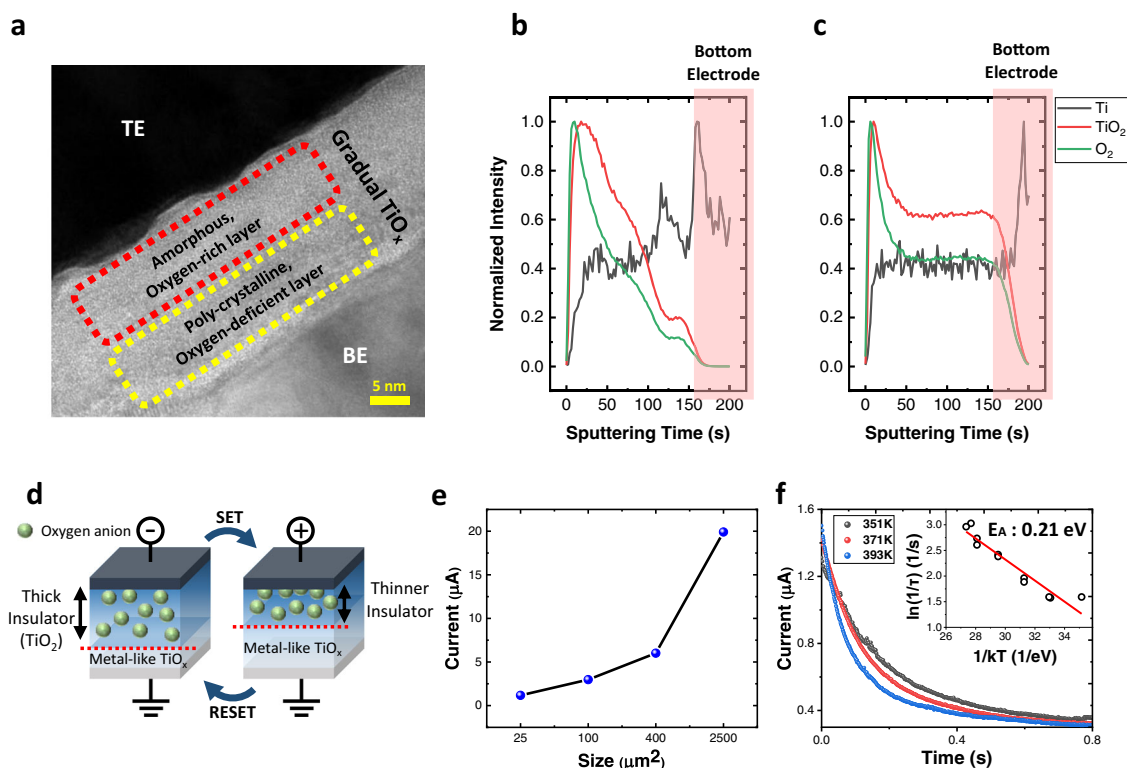 a
TE
Gradual TiOx
Amorphous,
Oxygen-rich layer
Poly-crystalline,
Oxygen-deficient layer
BE
5 nm
b
Bottom
Electrode
Normalized Intensity
1.0
0.8
0.6
0.4
0.2
0.0
0 50 100 150 200
Sputtering Time (s)
c
Bottom
Electrode
Ti
TiO2
O2
1.0
0.8
0.6
0.4
0.2
0.0
0 50 100 150 200
Sputtering Time (s)
d
Oxygen anion
−
SET
+
Thick
Insulator
(TiO2)
Metal-like TiOx
Thinner
Insulator
Metal-like TiOx
RESET
e
Current (μA)
20
15
10
5
0
25 100 400 2500
Size (μm2)
f
Current (μA)
1.6
1.2
0.8
0.4
0.0 0.4 0.8
Time (s)
351K
371K
393K
ln(1/τ) (1/s)
3.0
2.5
2.0
1.5
1.0
EA : 0.21 eV
26 28 30 32 34
1/kT (1/eV)